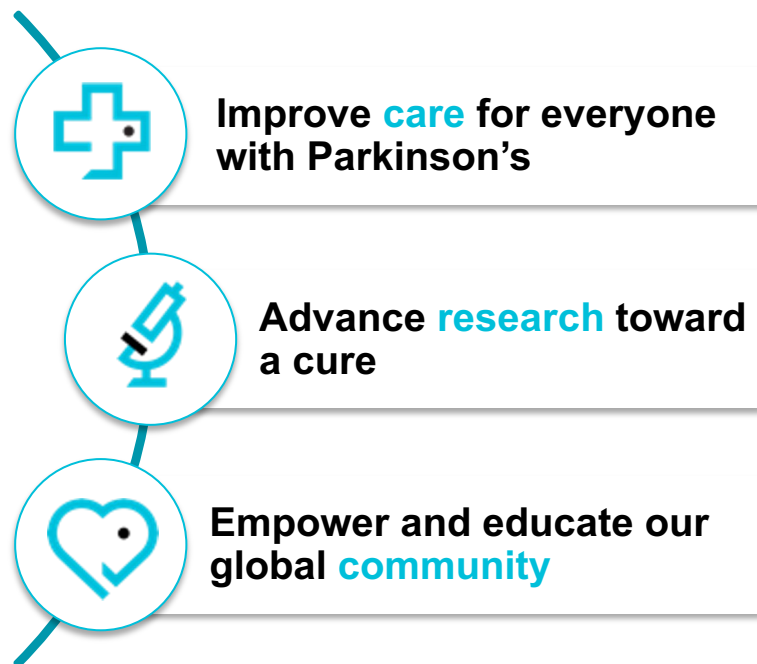 Improve care for everyone
with Parkinson’s
Advance research toward
a cure
Empower and educate our
global community